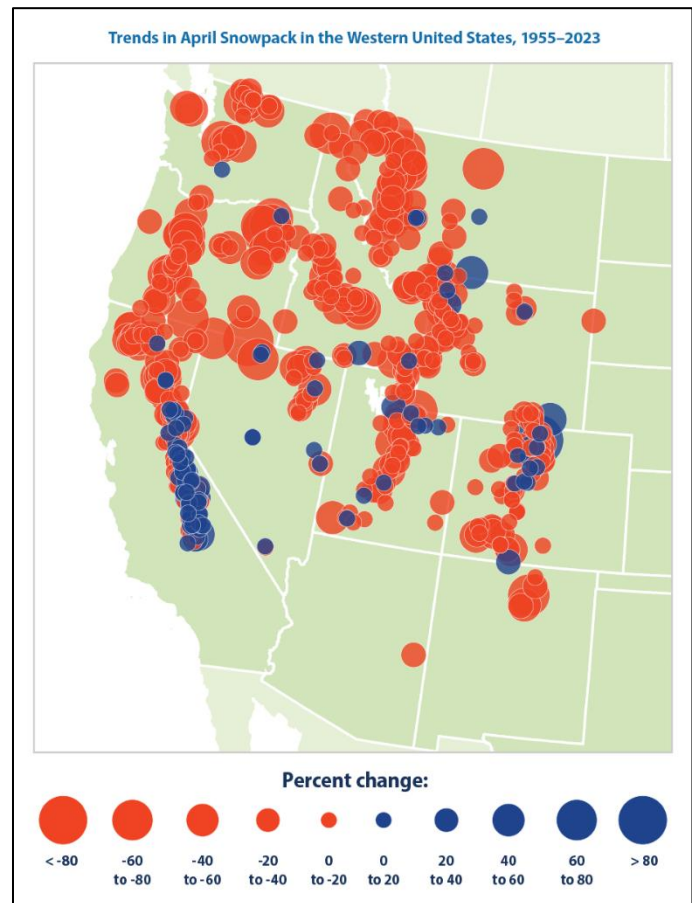 Trends in April Snowpack in the Western United States, 1955–2023
Percent change:
< -80 -60 -40 -20 0 0 20 40 60 > 80
to -80 to -60 to -40 to -20 to 20 to 40 to 60 to 80